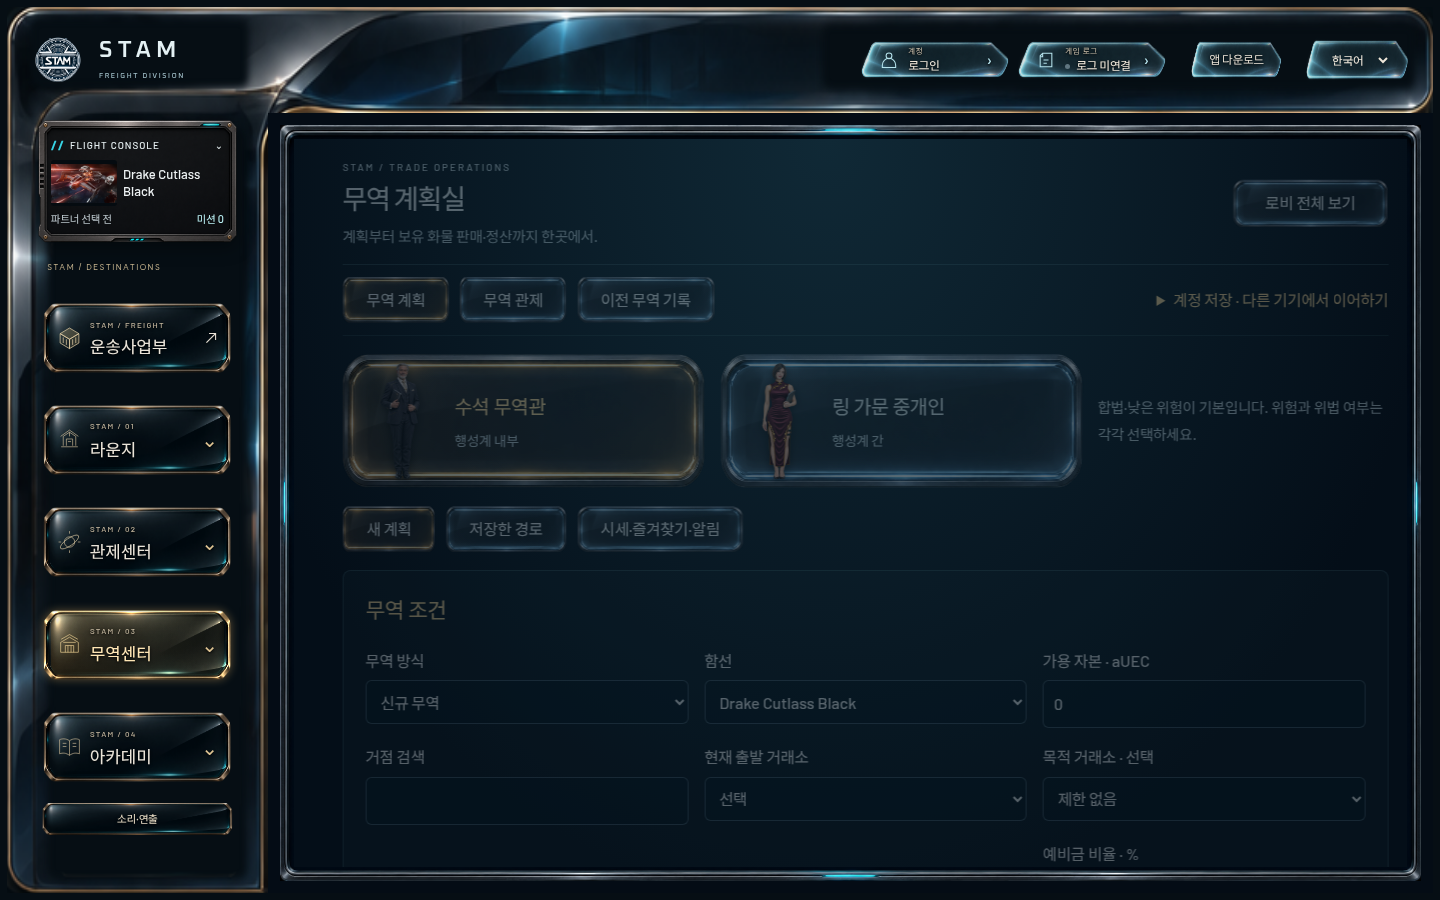 STAM
FREIGHT DIVISION
계정
로그인
게임 로그
로그 미연결
앱 다운로드
한국어
FLIGHT CONSOLE
Drake Cutlass
Black
파트너 선택 전
미션 0
STAM / DESTINATIONS
STAM / FREIGHT
운송사업부
STAM / 01
라운지
STAM / 02
관제센터
STAM / 03
무역센터
STAM / 04
아카데미
소리·연출
STAM / TRADE OPERATIONS
무역 계획실
계획부터 보유 화물 판매·정산까지 한곳에서.
로비 전체 보기
무역 계획
무역 관제
이전 무역 기록
▶ 계정 저장 · 다른 기기에서 이어하기
수석 무역관
행성계 내부
링 가문 중개인
행성계 간
합법·낮은 위험이 기본입니다. 위험과 위법 여부는
각각 선택하세요.
새 계획
저장한 경로
시세·즐겨찾기·알림
무역 조건
무역 방식
함선
가용 자본 · aUEC
신규 무역
Drake Cutlass Black
0
거점 검색
현재 출발 거래소
목적 거래소 · 선택
선택
제한 없음
예비금 비율 · %